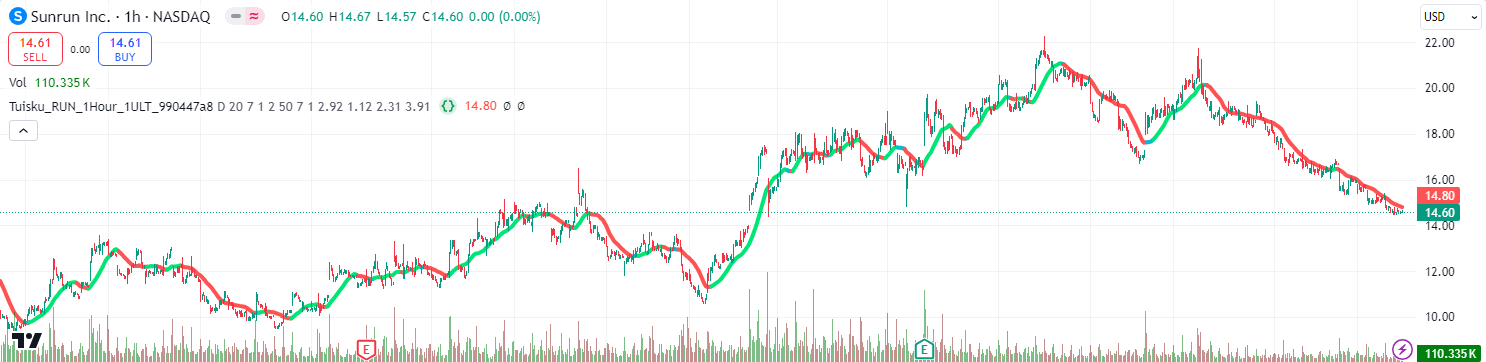 S Sunrun Inc. · 1h · NASDAQ O14.60 H14.67 L14.57 C14.60 0.00 (0.00%)
USD
14.61 SELL 0.00 14.61 BUY
Vol 110.335 K
Tuisku_RUN_1Hour_1ULT_990447a8 D 20 7 1 2 50 7 1 2.92 1.12 2.31 3.91 {} 14.80 Ø Ø
22.00
20.00
18.00
16.00
14.80
14.60
14.00
12.00
10.00
E
E
110.335 K